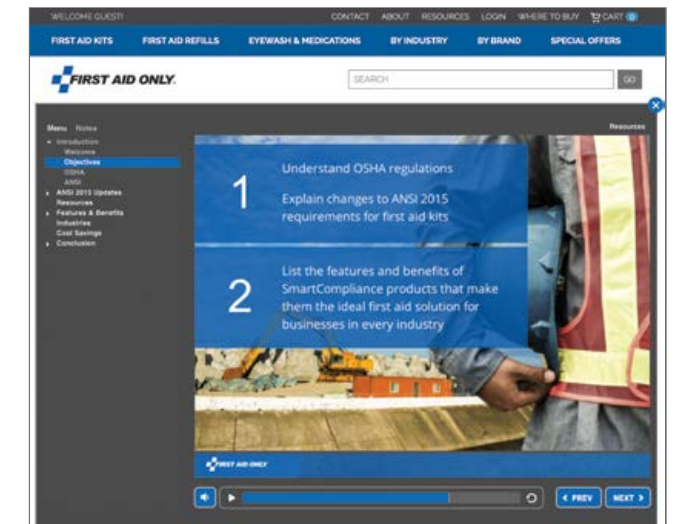 WELCOME GUEST!
CONTACT ABOUT RESOURCES LOGIN WHERE TO BUY CART 0
FIRST AID KITS FIRST AID REFILLS EYEWASH & MEDICATIONS BY INDUSTRY BY BRAND SPECIAL OFFERS
FIRST AID ONLY
SEARCH
GO
Menu Notes
Resources
Introduction
Welcome
Objectives
OSHA
ANSI
ANSI 2015 Updates
Resources
Features & Benefits
Industries
Cost Savings
Conclusion
1
Understand OSHA regulations
Explain changes to ANSI 2015
requirements for first aid kits
2
List the features and benefits of
SmartCompliance products that make
them the ideal first aid solution for
businesses in every industry
FIRST AID ONLY
< PREV
NEXT >